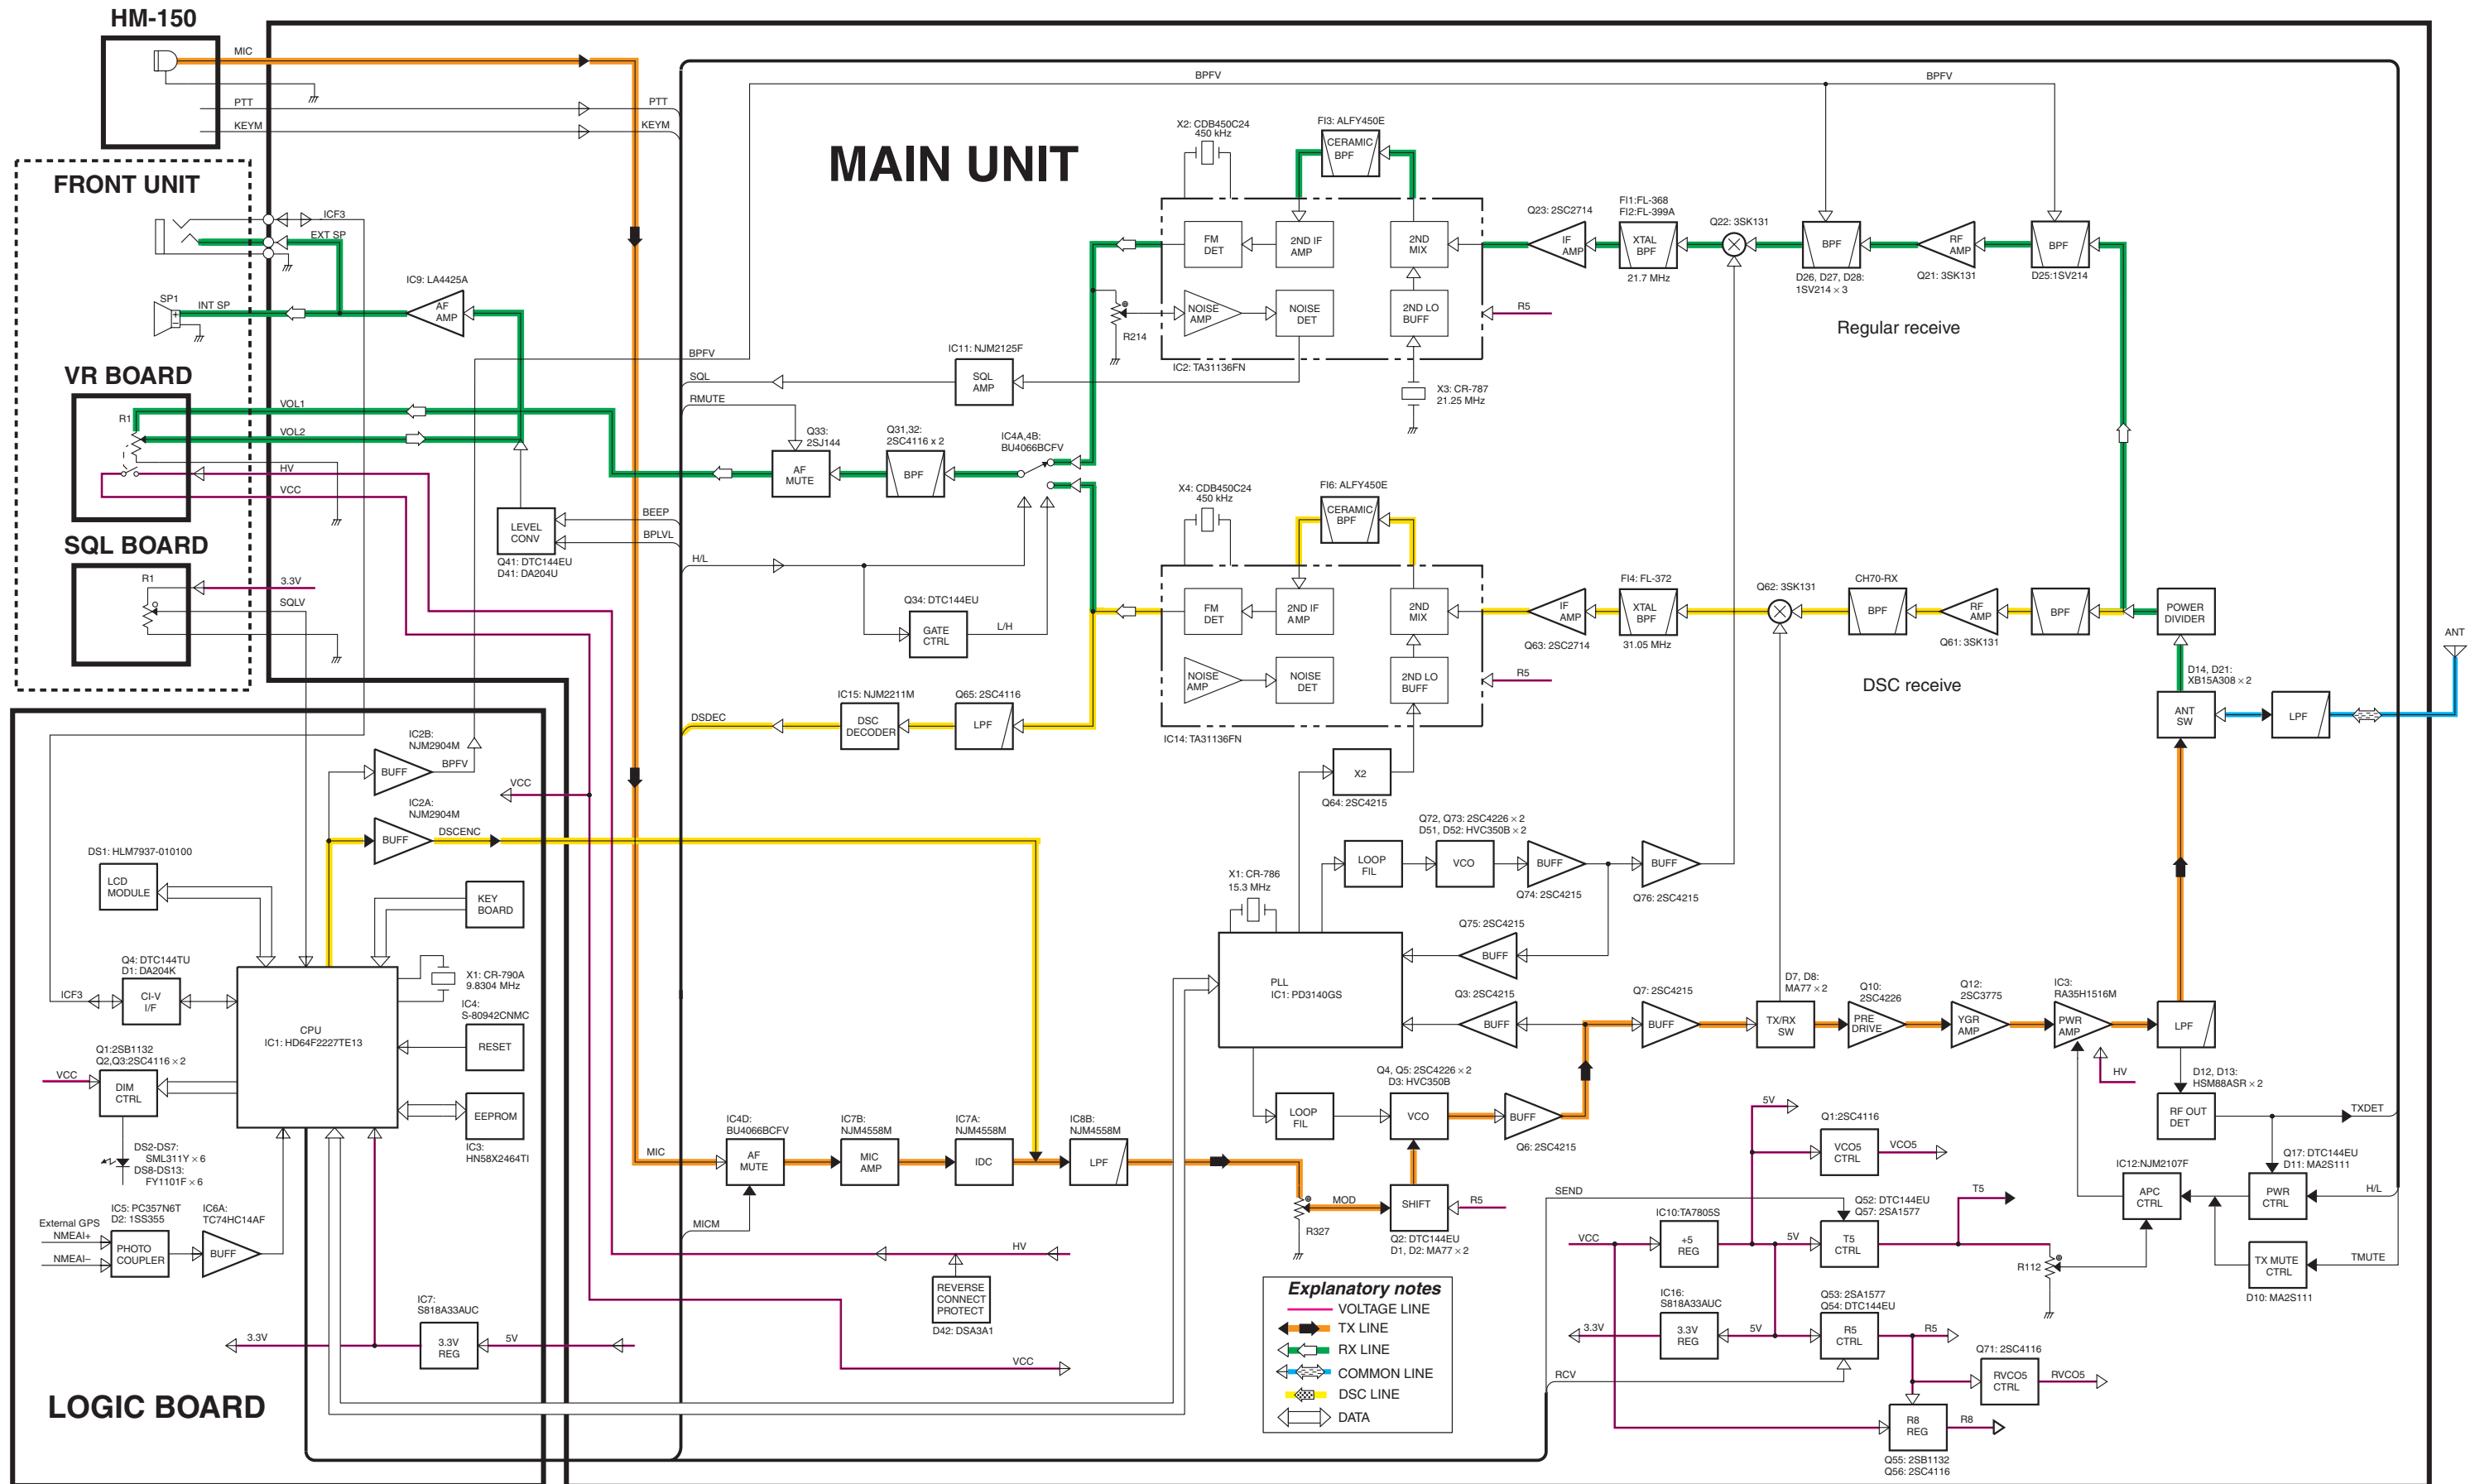 HM-150
MIC
PTT
KEYM
PTT
KEYM
FRONT UNIT
ICF3
EXT SP
SP1
INT SP
IC9: LA4425A
AF
AMP
VR BOARD
R1
VOL1
VOL2
HV
VCC
SQL BOARD
R1
3.3V
SQLV
MAIN UNIT
BPFV
BPFV
X2: CDB450C24
450 kHz
FI3: ALFY450E
CERAMIC
BPF
FM
DET
2ND IF
AMP
2ND
MIX
NOISE
AMP
NOISE
DET
2ND LO
BUFF
IC2: TA31136FN
R214
R5
X3: CR-787
21.25 MHz
Q23: 2SC2714
IF
AMP
FI1:FL-368
FI2:FL-399A
XTAL
BPF
21.7 MHz
Q22: 3SK131
BPF
D26, D27, D28:
1SV214 × 3
RF
AMP
Q21: 3SK131
BPF
D25:1SV214
Regular receive
BPFV
SQL
IC11: NJM2125F
SQL
AMP
RMUTE
Q33:
2SJ144
AF
MUTE
Q31,32:
2SC4116 x 2
BPF
IC4A,4B:
BU4066BCFV
LEVEL
CONV
Q41: DTC144EU
D41: DA204U
BEEP
BPLVL
H/L
Q34: DTC144EU
GATE
CTRL
L/H
X4: CDB450C24
450 kHz
FI6: ALFY450E
CERAMIC
BPF
FM
DET
2ND IF
AMP
2ND
MIX
NOISE
AMP
NOISE
DET
2ND LO
BUFF
IC14: TA31136FN
R5
IF
AMP
Q63: 2SC2714
FI4: FL-372
XTAL
BPF
31.05 MHz
Q62: 3SK131
CH70-RX
BPF
RF
AMP
Q61: 3SK131
BPF
POWER
DIVIDER
DSC receive
D14, D21:
XB15A308 × 2
ANT
SW
LPF
ANT
DSDEC
IC15: NJM2211M
DSC
DECODER
Q65: 2SC4116
LPF
X2
Q64: 2SC4215
IC2B:
NJM2904M
BUFF
BPFV
VCC
IC2A:
NJM2904M
BUFF
DSCENC
DS1: HLM7937-010100
LCD
MODULE
KEY
BOARD
Q4: DTC144TU
D1: DA204K
ICF3
CI-V
I/F
CPU
IC1: HD64F2227TE13
X1: CR-790A
9.8304 MHz
IC4:
S-80942CNMC
RESET
Q1:2SB1132
Q2,Q3:2SC4116 × 2
VCC
DIM
CTRL
EEPROM
IC3:
HN58X2464TI
DS2-DS7:
SML311Y × 6
DS8-DS13:
FY1101F × 6
IC5: PC357N6T
D2: 1SS355
External GPS
NMEAI+
NMEAI–
PHOTO
COUPLER
IC6A:
TC74HC14AF
BUFF
IC7:
S818A33AUC
3.3V
3.3V
REG
5V
LOGIC BOARD
X1: CR-786
15.3 MHz
LOOP
FIL
Q72, Q73: 2SC4226 × 2
D51, D52: HVC350B × 2
VCO
BUFF
Q74: 2SC4215
BUFF
Q76: 2SC4215
PLL
IC1: PD3140GS
Q75: 2SC4215
BUFF
Q3: 2SC4215
BUFF
Q7: 2SC4215
BUFF
D7, D8:
MA77 × 2
TX/RX
SW
Q10:
2SC4226
PRE
DRIVE
Q12:
2SC3775
YGR
AMP
IC3:
RA35H1516M
PWR
AMP
LPF
HV
D12, D13:
HSM88ASR × 2
RF OUT
DET
TXDET
LOOP
FIL
Q4, Q5: 2SC4226 × 2
D3: HVC350B
VCO
BUFF
Q6: 2SC4215
MIC
IC4D:
BU4066BCFV
AF
MUTE
IC7B:
NJM4558M
MIC
AMP
IC7A:
NJM4558M
IDC
IC8B:
NJM4558M
LPF
MICM
R327
MOD
SHIFT
R5
Q2: DTC144EU
D1, D2: MA77 × 2
HV
REVERSE
CONNECT
PROTECT
D42: DSA3A1
VCC
5V
Q1:2SC4116
VCO5
CTRL
VCO5
SEND
IC10:TA7805S
VCC
+5
REG
5V
Q52: DTC144EU
Q57: 2SA1577
T5
CTRL
T5
R112
IC12:NJM2107F
APC
CTRL
Q17: DTC144EU
D11: MA2S111
PWR
CTRL
H/L
TX MUTE
CTRL
TMUTE
D10: MA2S111
IC16:
S818A33AUC
3.3V
3.3V
REG
5V
Q53: 2SA1577
Q54: DTC144EU
R5
CTRL
R5
RCV
Q71: 2SC4116
RVCO5
CTRL
RVCO5
R8
REG
R8
Q55: 2SB1132
Q56: 2SC4116
Explanatory notes
VOLTAGE LINE
TX LINE
RX LINE
COMMON LINE
DSC LINE
DATA